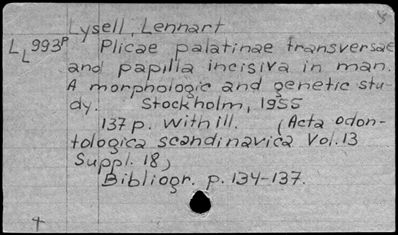 Lysell, Lennart
LL993P Plicae palatinae transversae
and papilla incisiva in man.
A morphologic and genetic stu-
dy. Stockholm, 1955
137 p. With ill. (Acta odon-
tologica scandinavica Vol. 13
Suppl. 18)
Bibliogr. p. 134-137.